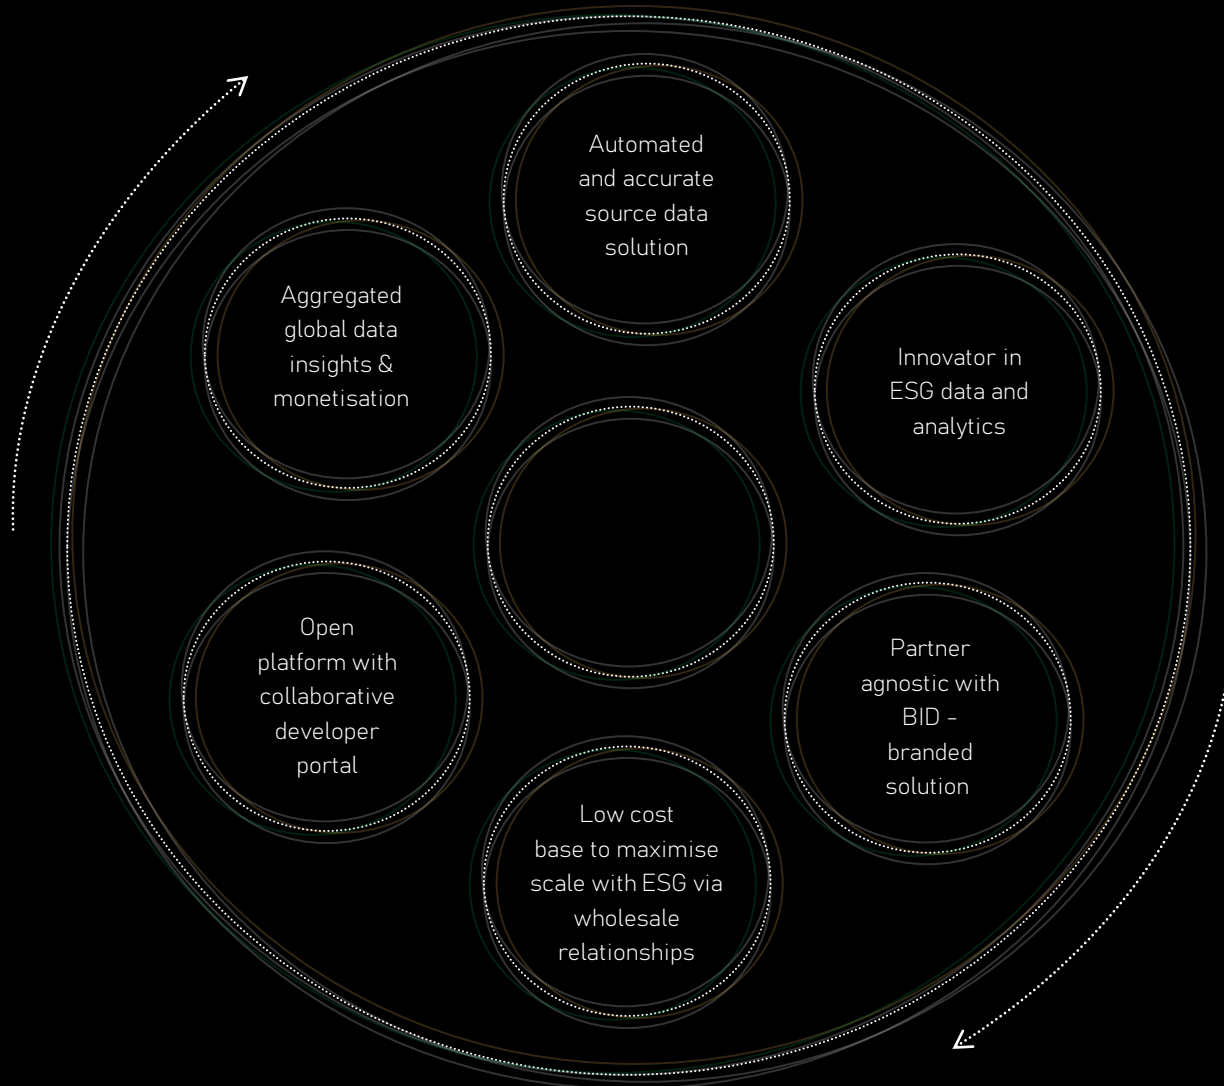 Automated
and accurate
source data
solution
Aggregated
global data
insights &
monetisation
Innovator in
ESG data and
analytics
Open
platform with
collaborative
developer
portal
Partner
agnostic with
BID -
branded
solution
Low cost
base to maximise
scale with ESG via
wholesale
relationships